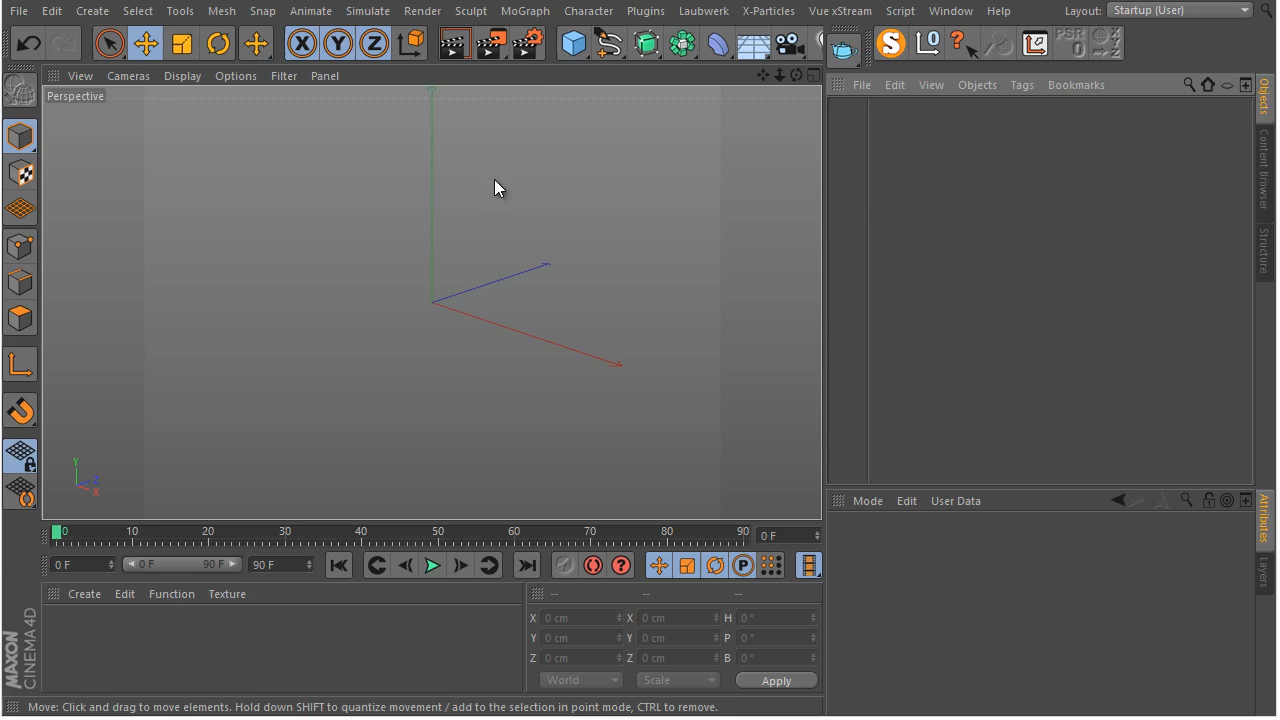 File Edit Create Select Tools Mesh Snap Animate Simulate Render Sculpt MoGraph Character Plugins Laubwerk X-Particles Vue xStream Script Window Help Layout: Startup (User)
X Y Z S 0 ? PSR 0
View Cameras Display Options Filter Panel
File Edit View Objects Tags Bookmarks
Perspective
Objects
Content Browser
Structure
Y
Z
X
Mode Edit User Data
Attributes
Layers
0 10 20 30 40 50 60 70 80 90 0 F
0 F 0 F 90 F 90 F ? P
Create Edit Function Texture
-- -- --
X 0 cm X 0 cm H 0 °
Y 0 cm Y 0 cm P 0 °
Z 0 cm Z 0 cm B 0 °
World Scale Apply
MAXON
CINEMA 4D
Move: Click and drag to move elements. Hold down SHIFT to quantize movement / add to the selection in point mode, CTRL to remove.